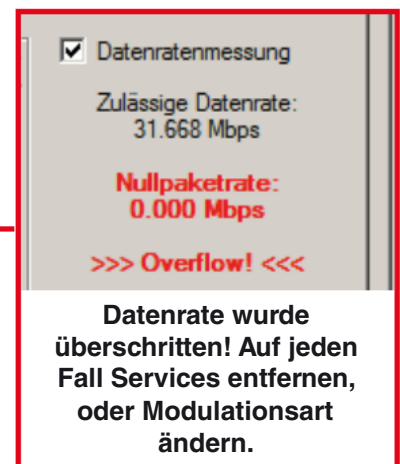 Datenratenmessung
Zulässige Datenrate:
31.668 Mbps
Nullpaketrate:
0.000 Mbps
>>> Overflow! <<<
Datenrate wurde
überschritten! Auf jeden
Fall Services entfernen,
oder Modulationsart
ändern.